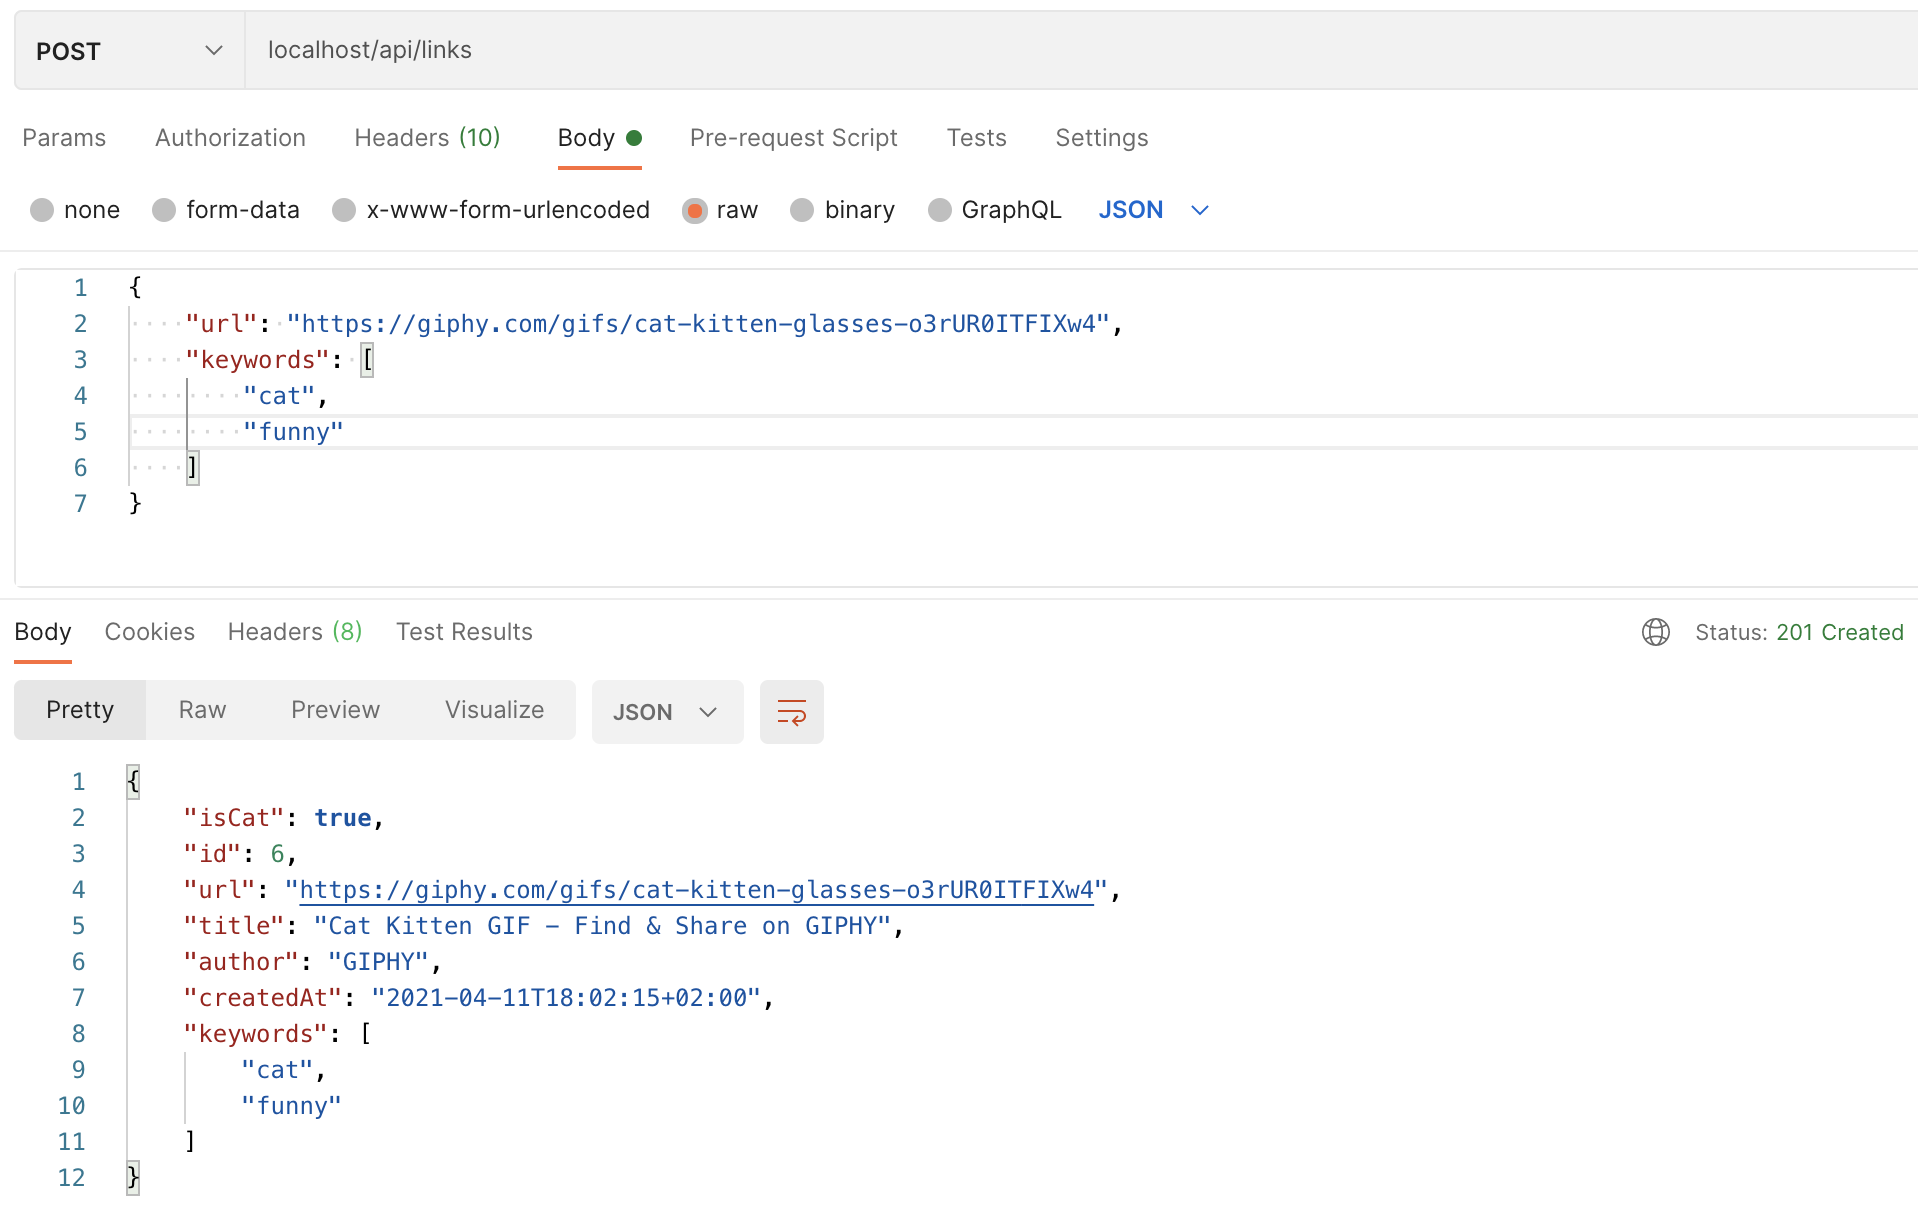 POST localhost/api/links
Params Authorization Headers (10) Body Pre-request Script Tests Settings
none form-data x-www-form-urlencoded raw binary GraphQL JSON
1 {
2 "url": "https://giphy.com/gifs/cat-kitten-glasses-o3rUR0ITFIXw4",
3 "keywords": [
4 "cat",
5 "funny"
6 ]
7 }
Body Cookies Headers (8) Test Results Status: 201 Created
Pretty Raw Preview Visualize JSON
1 {
2 "isCat": true,
3 "id": 6,
4 "url": "https://giphy.com/gifs/cat-kitten-glasses-o3rUR0ITFIXw4",
5 "title": "Cat Kitten GIF - Find & Share on GIPHY",
6 "author": "GIPHY",
7 "createdAt": "2021-04-11T18:02:15+02:00",
8 "keywords": [
9 "cat",
10 "funny"
11 ]
12 }